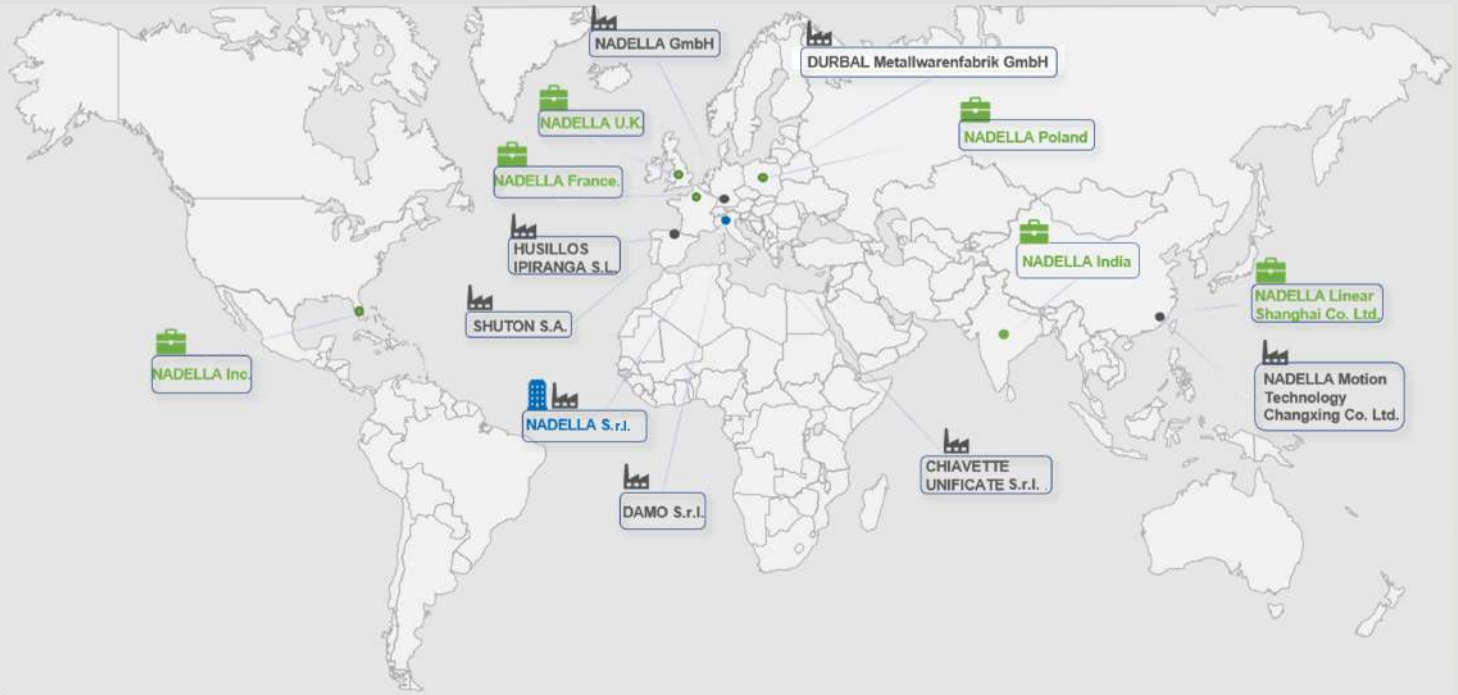 NADELLA GmbH
DURBAL Metallwarenfabrik GmbH
NADELLA U.K
NADELLA Poland
NADELLA France.
HUSILLOS
IPIRANGA S.L.
NADELLA India
NADELLA Linear
Shanghai Co. Ltd.
SHUTON S.A.
NADELLA Inc.
NADELLA Motion
Technology
Changxing Co. Ltd.
NADELLA S.r.l.
CHIAVETTE
UNIFICATE S.r.l. .
DAMO S.r.l.